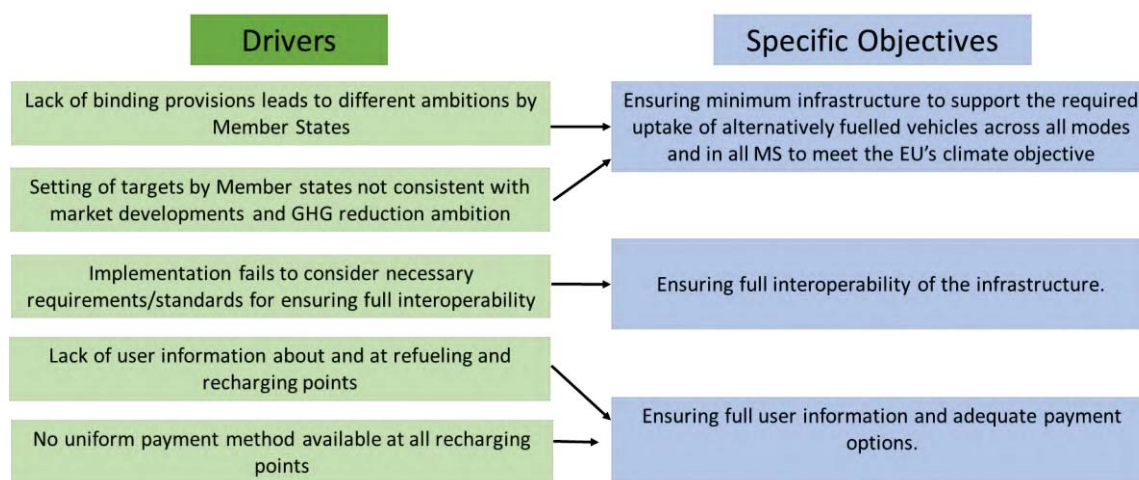 Drivers
Specific Objectives
Lack of binding provisions leads to different ambitions by
Member States
Ensuring minimum infrastructure to support the required
uptake of alternatively fuelled vehicles across all modes
and in all MS to meet the EU's climate objective
Setting of targets by Member states not consistent with
market developments and GHG reduction ambition
Implementation fails to consider necessary
requirements/standards for ensuring full interoperability
Ensuring full interoperability of the infrastructure.
Lack of user information about and at refueling and
recharging points
No uniform payment method available at all recharging
points
Ensuring full user information and adequate payment
options.